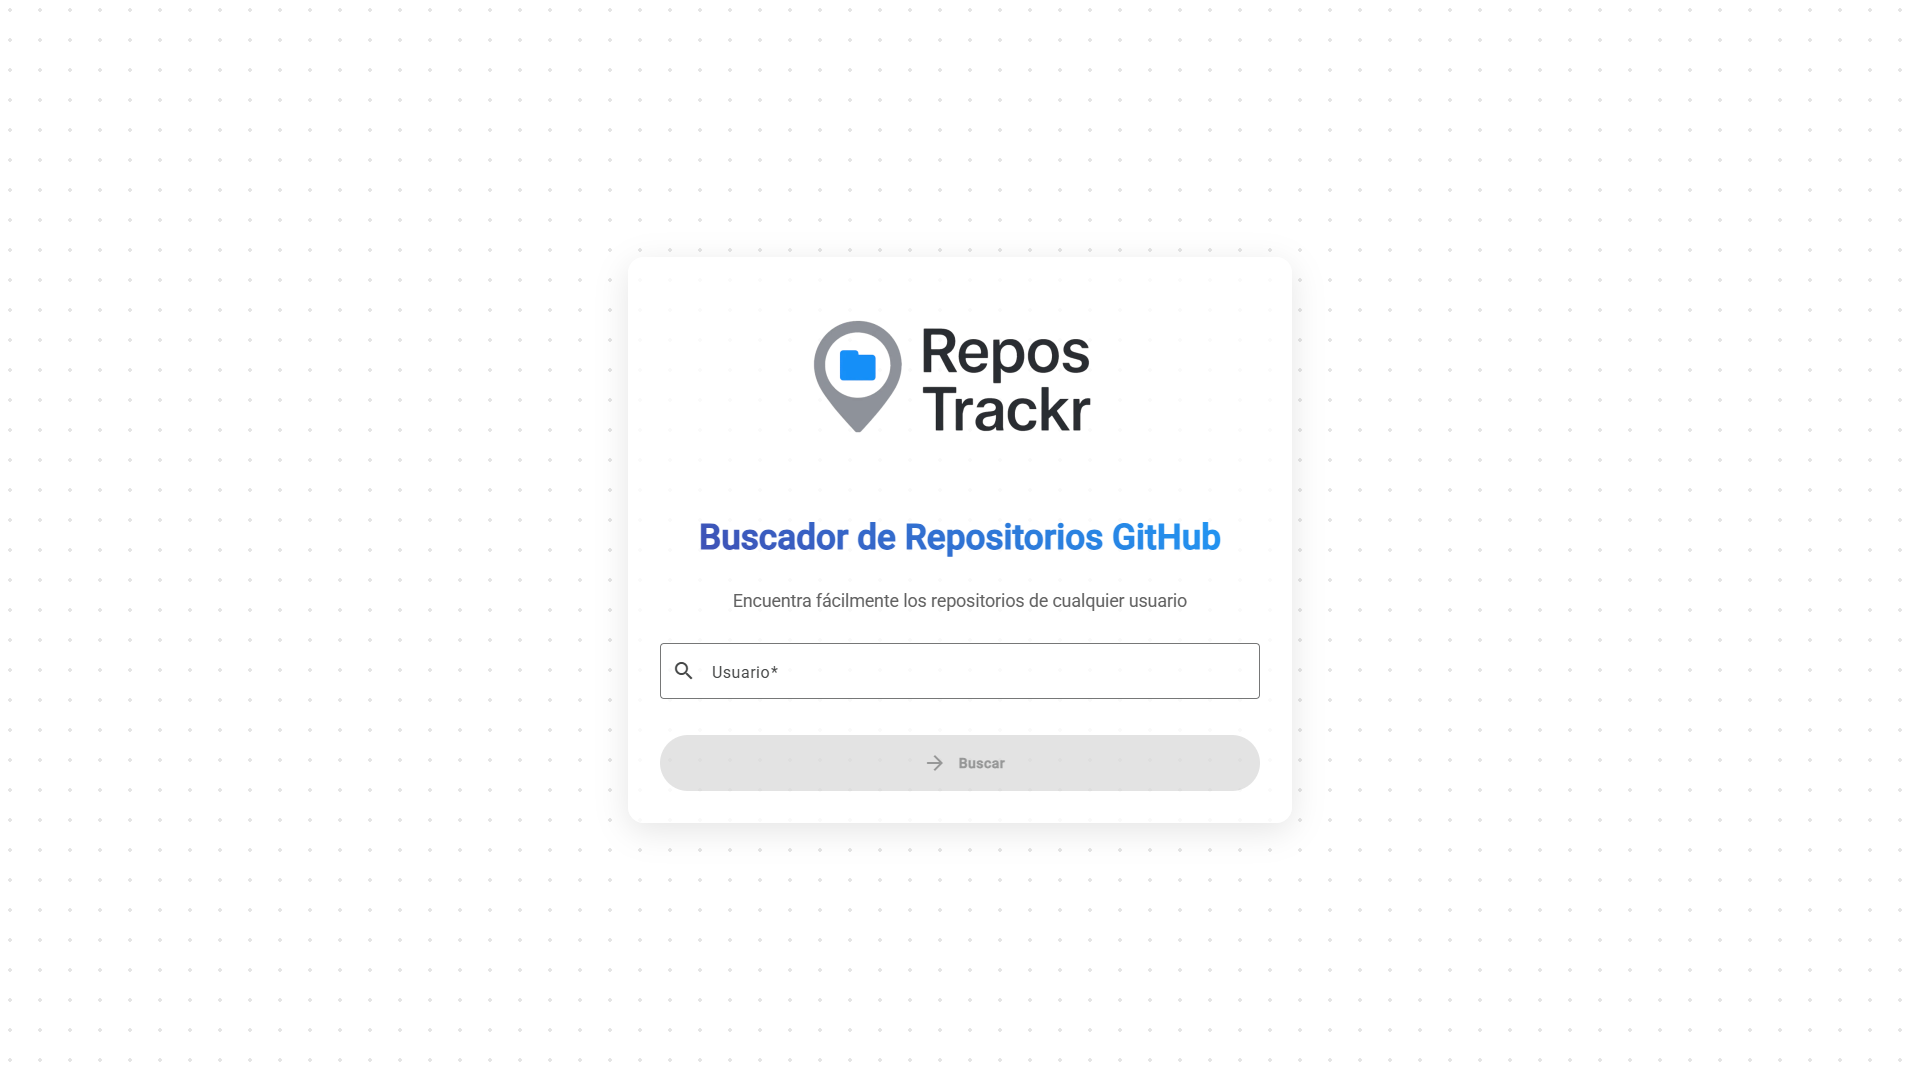 Repos
Trackr
Buscador de Repositorios GitHub
Encuentra fácilmente los repositorios de cualquier usuario
Usuario*
Buscar